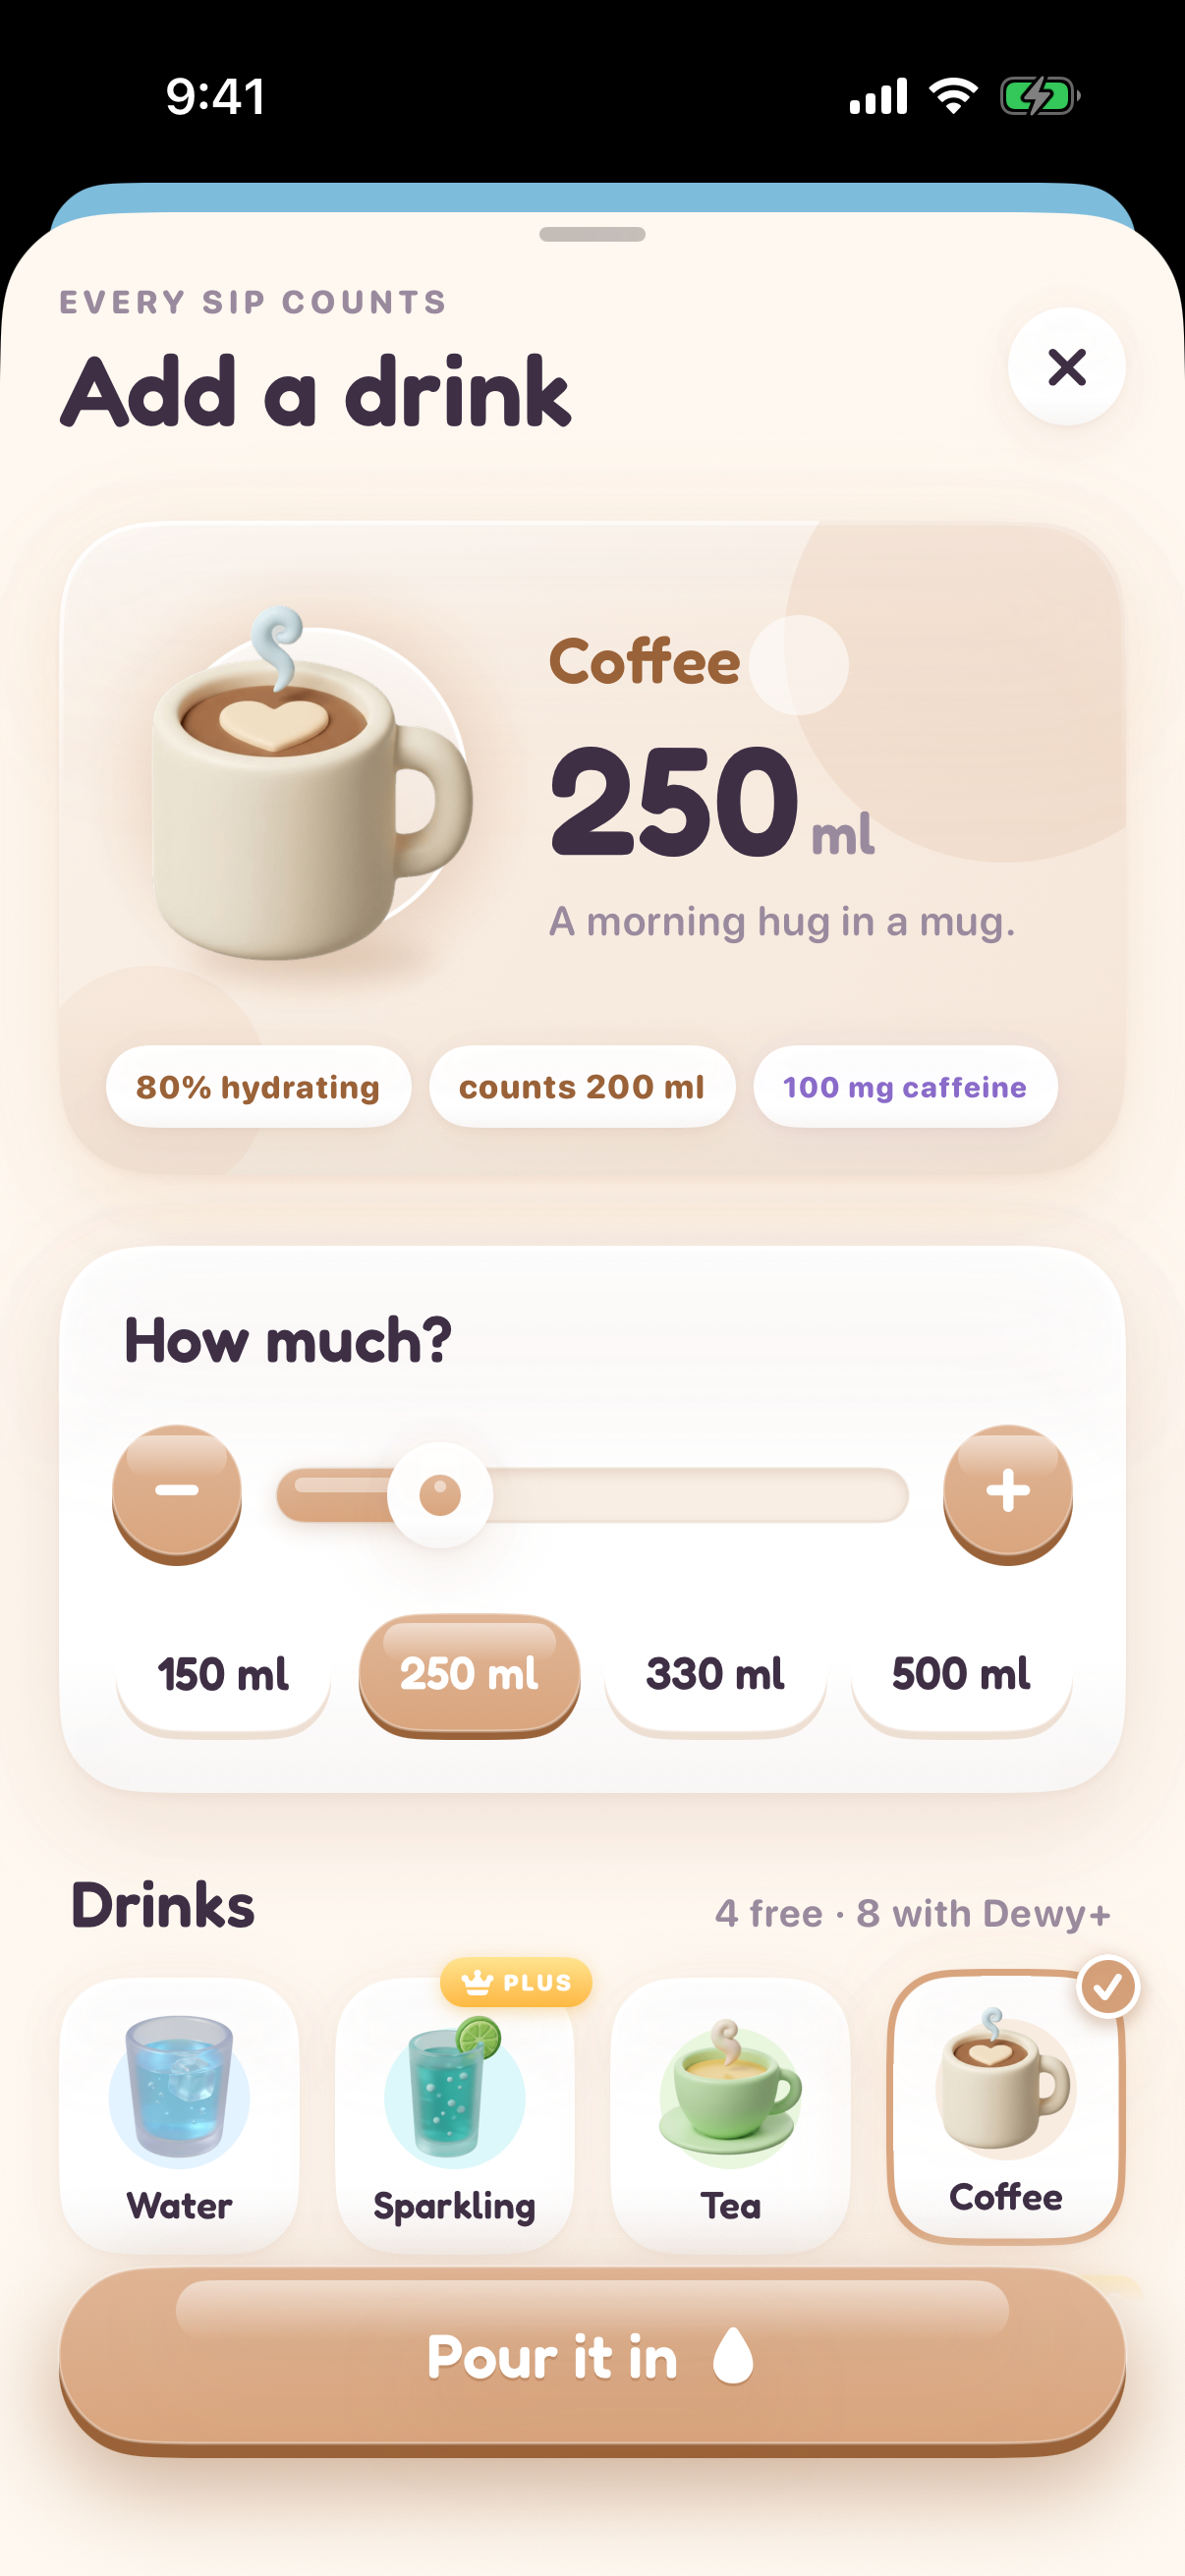 9:41
EVERY SIP COUNTS
Add a drink
Coffee
250 ml
A morning hug in a mug.
80% hydrating
counts 200 ml
100 mg caffeine
How much?
150 ml
250 ml
330 ml
500 ml
Drinks
4 free · 8 with Dewy+
PLUS
Water
Sparkling
Tea
Coffee
Pour it in